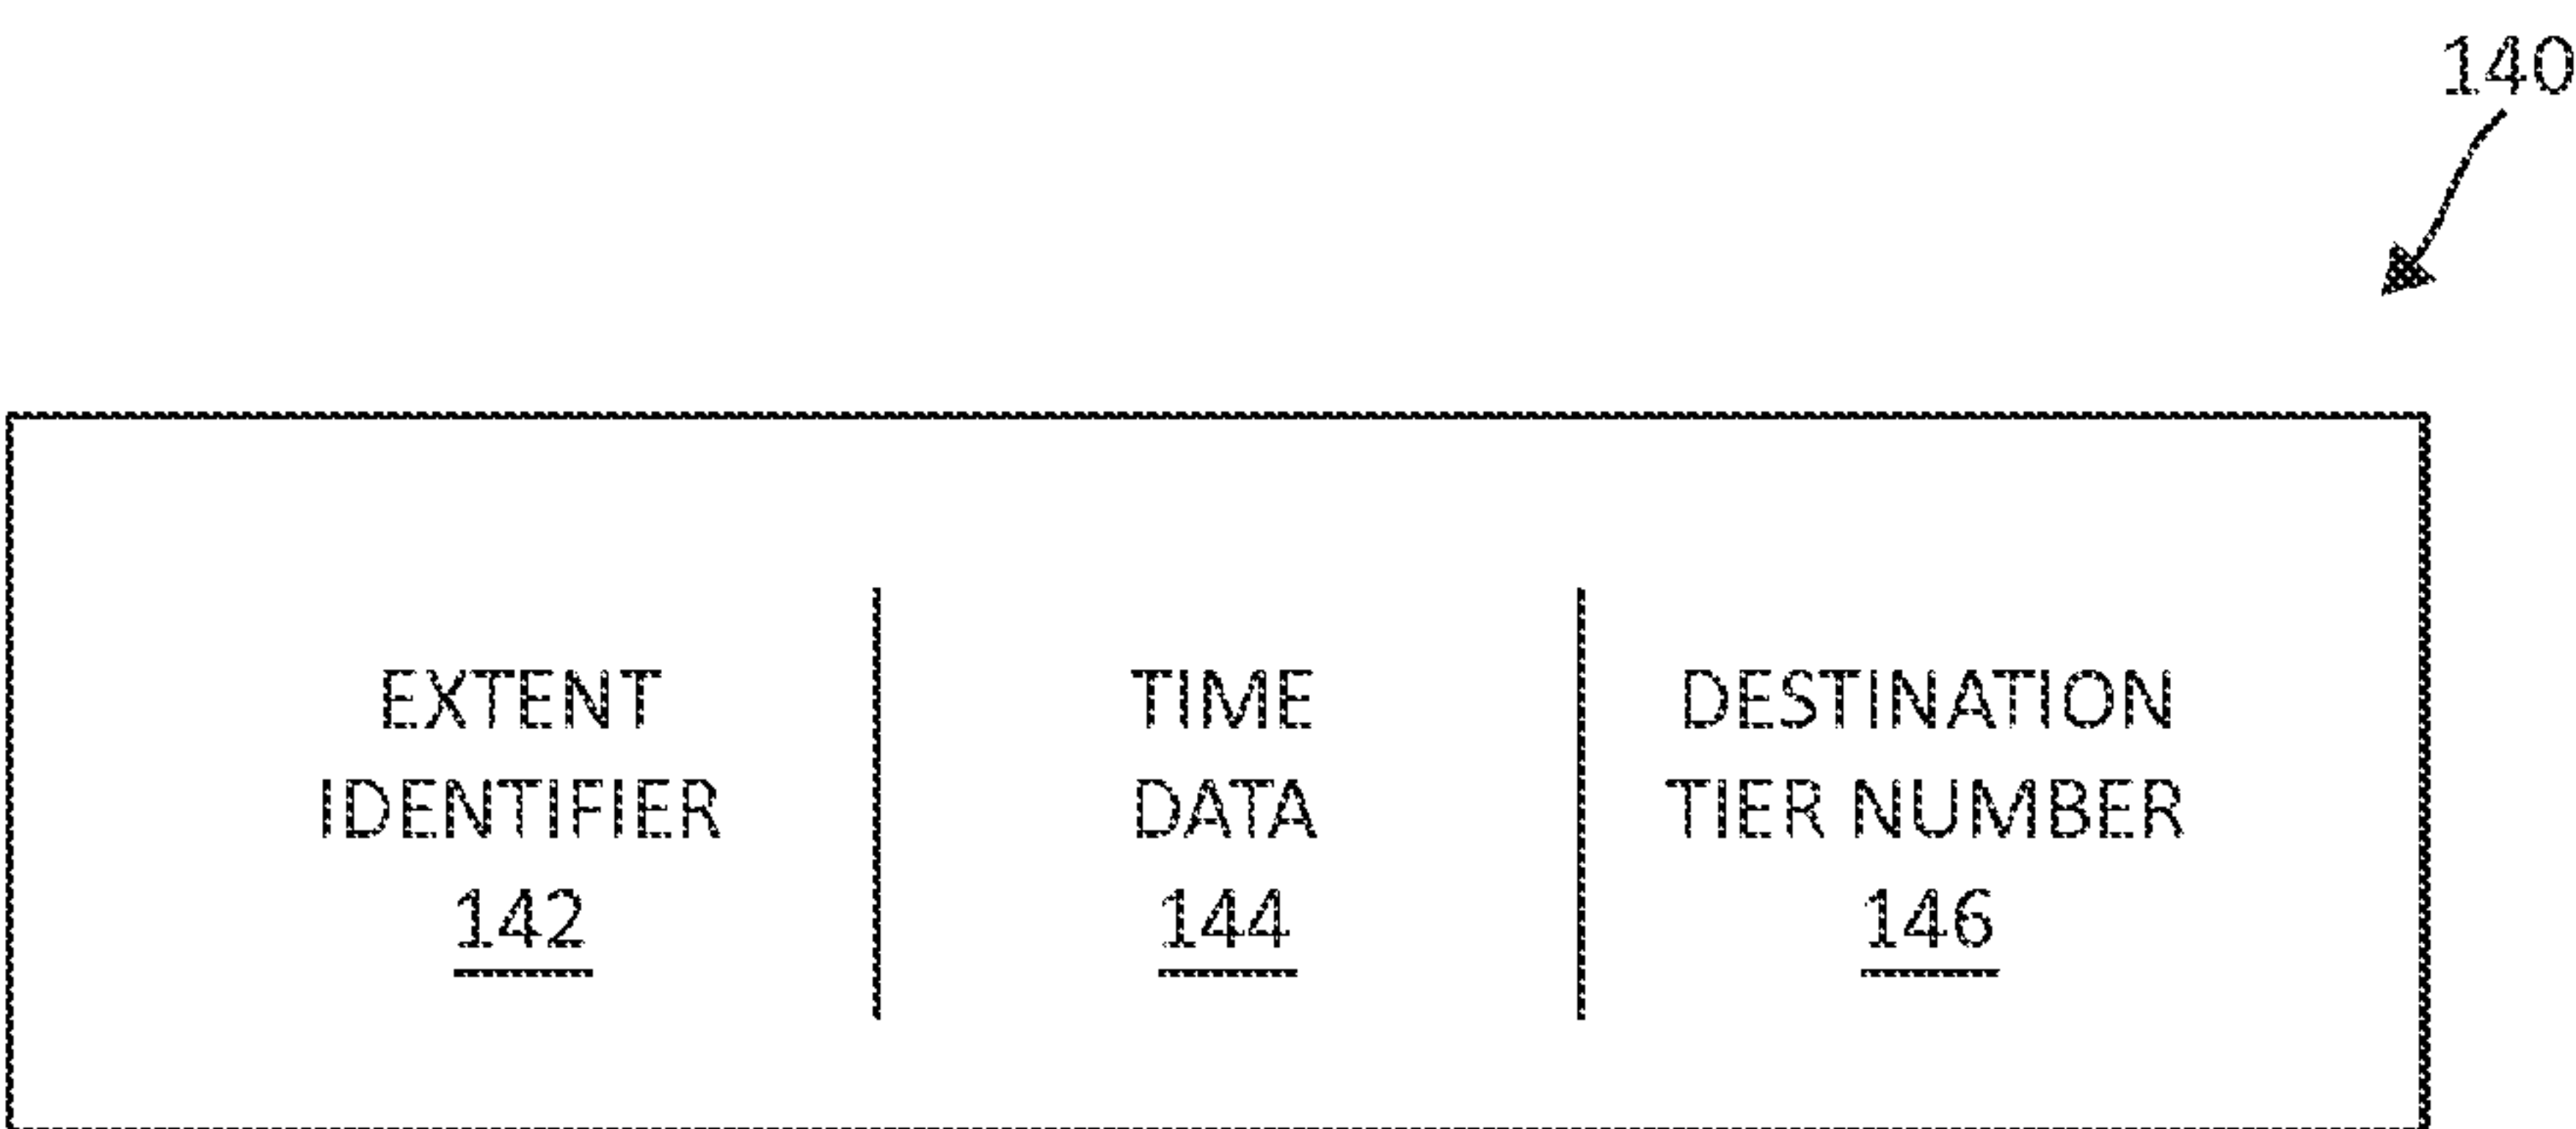 140
EXTENT
IDENTIFIER
142
TIME
DATA
144
DESTINATION
TIER NUMBER
146